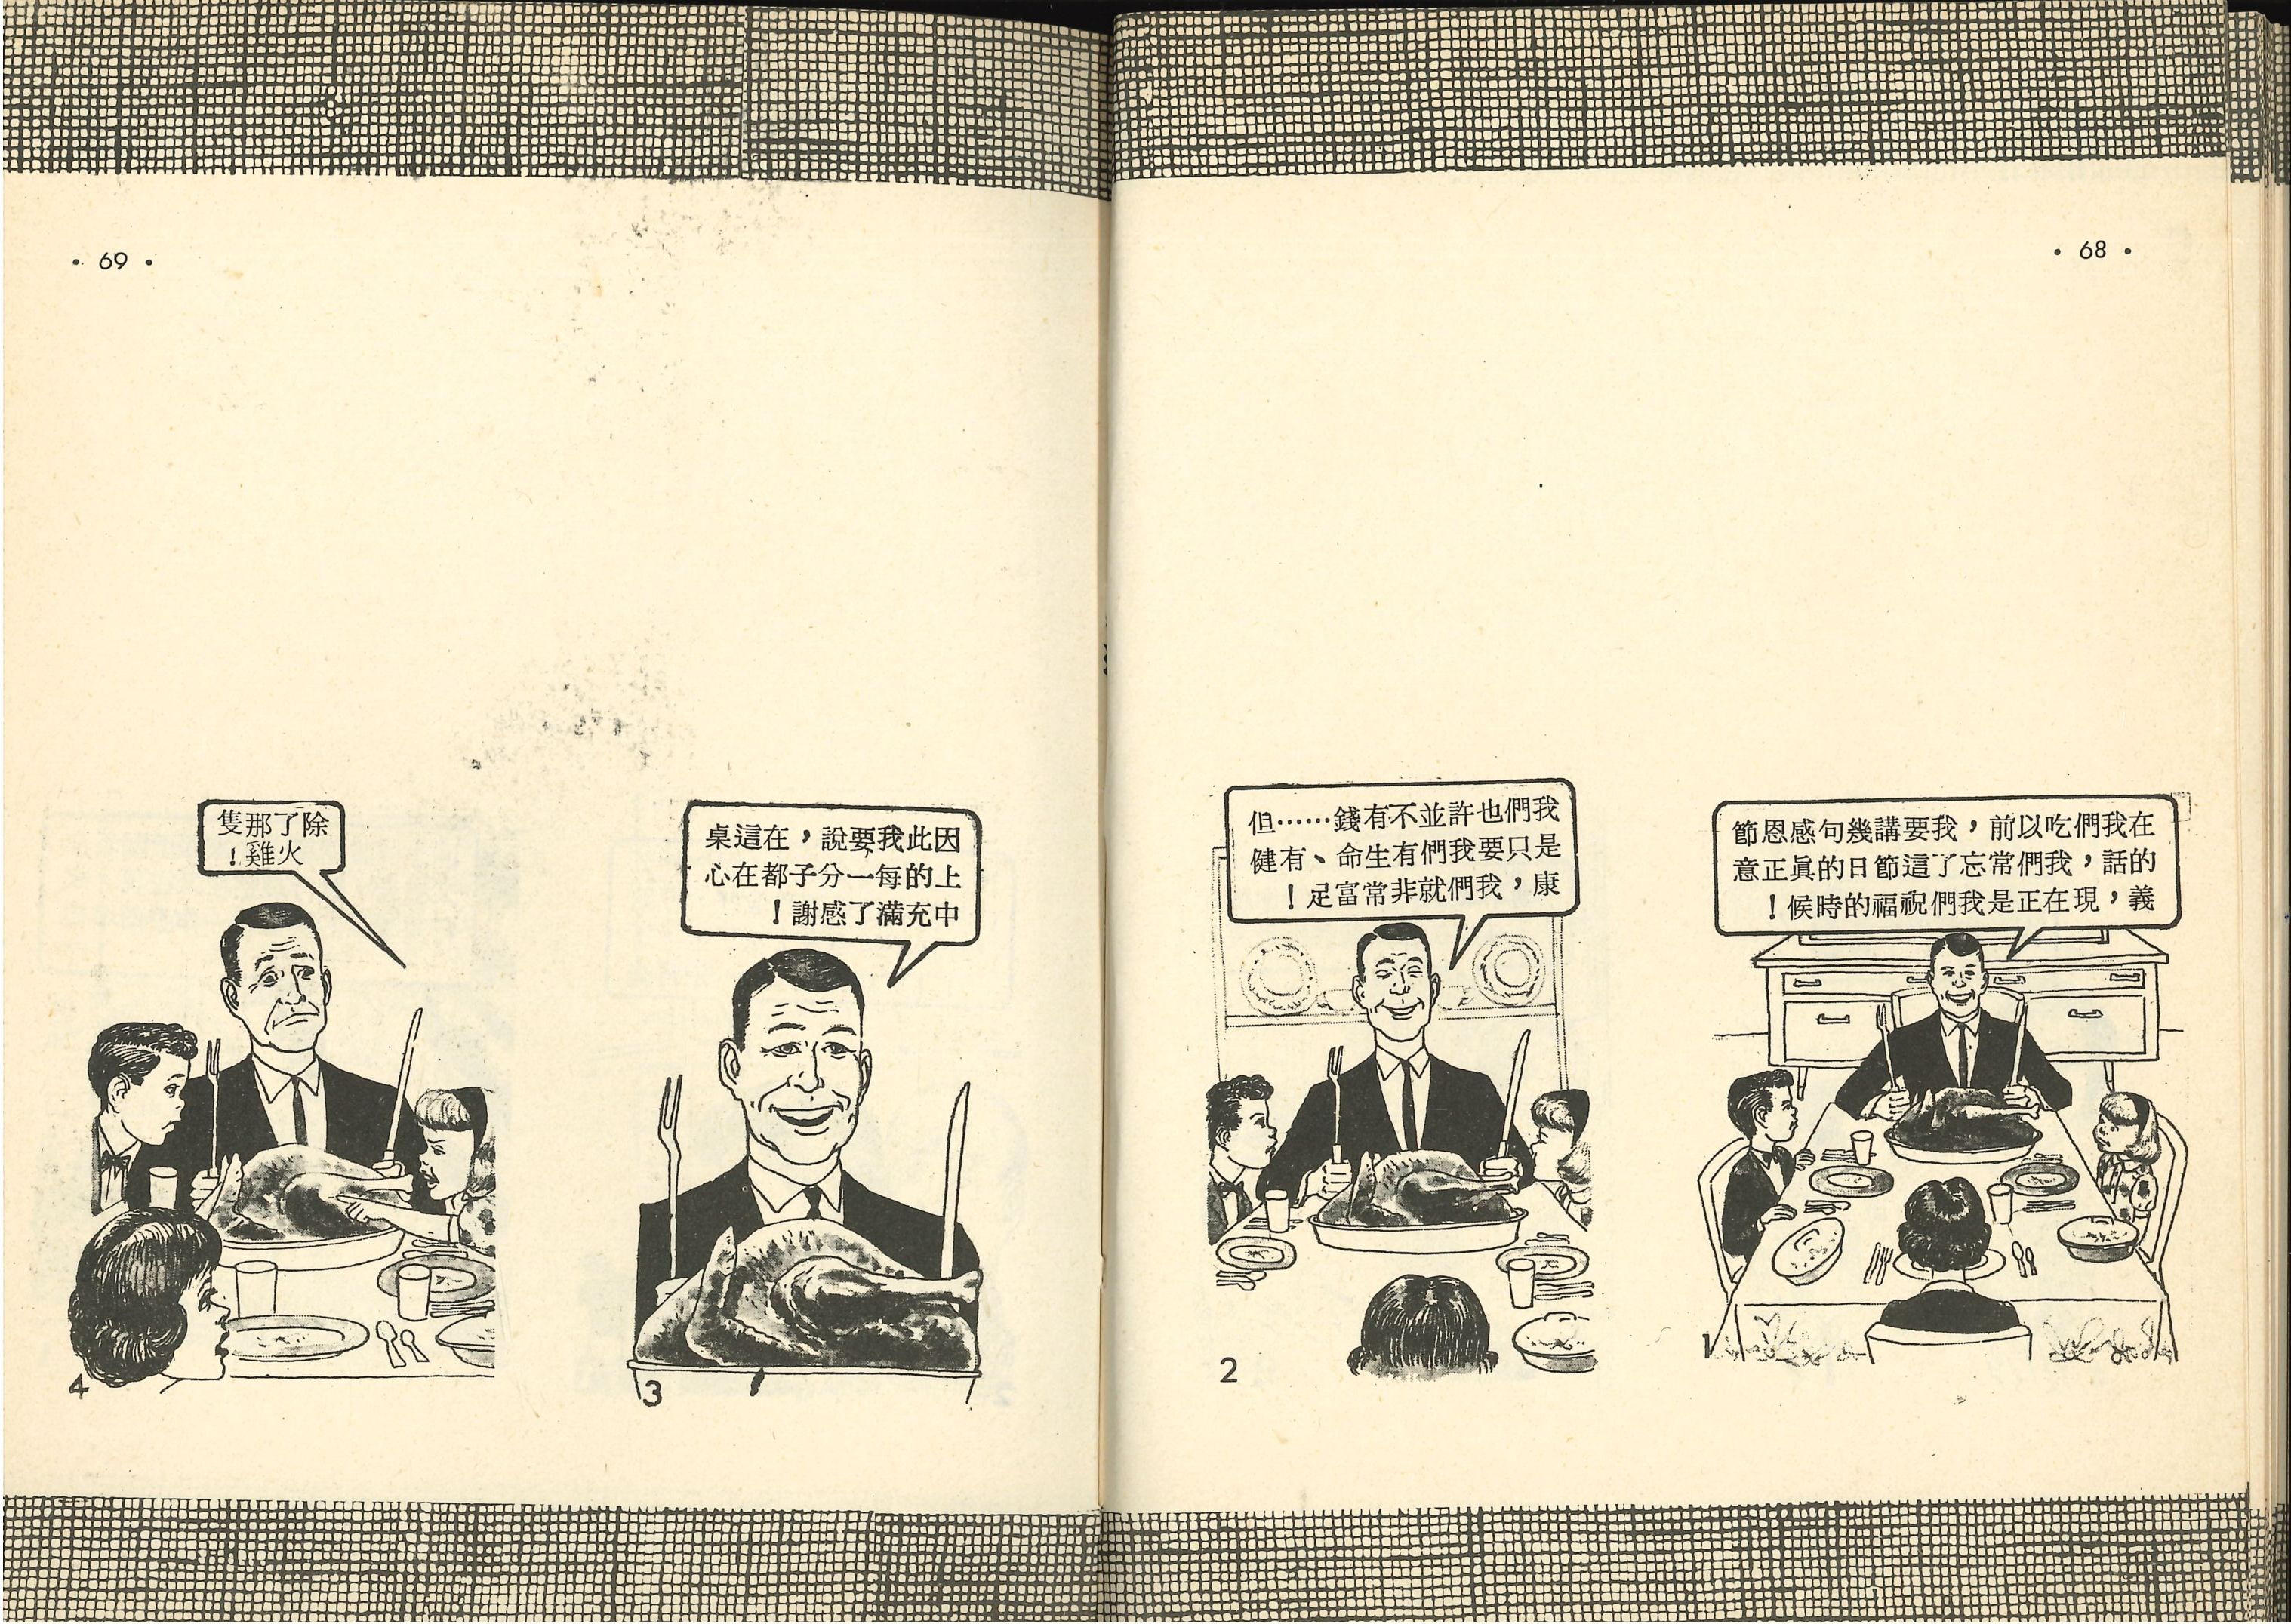 · 68 ·
在我們吃以前，我要講幾句感恩節
的話，我們常忘了這節日的眞正意
義，現在正是我們祝福的時候！
1
我們也許並不有錢……但
是只要我們有生命、有健
康，我們就非常富足！
2
· 69 ·
因此我要說，在這桌
上的每一分子都在心
中充滿了感謝！
3
除了那隻
火雞！
4